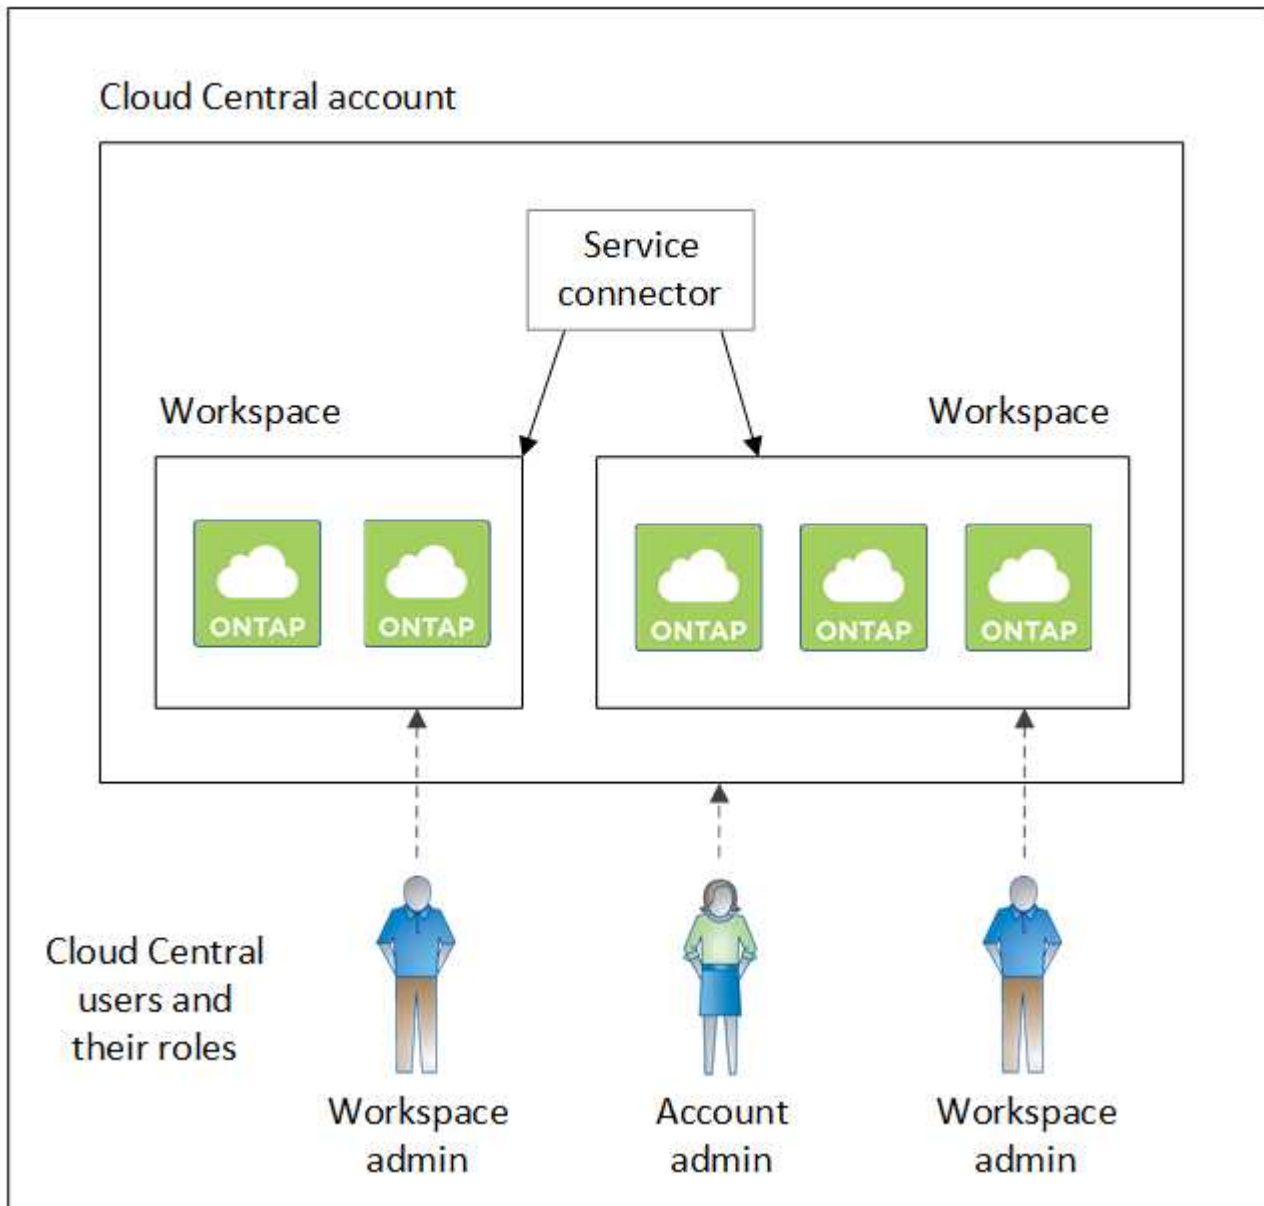 Cloud Central account
Service
connector
Workspace
Workspace
ONTAP
ONTAP
ONTAP
ONTAP
ONTAP
Cloud Central
users and
their roles
Workspace
admin
Account
admin
Workspace
admin